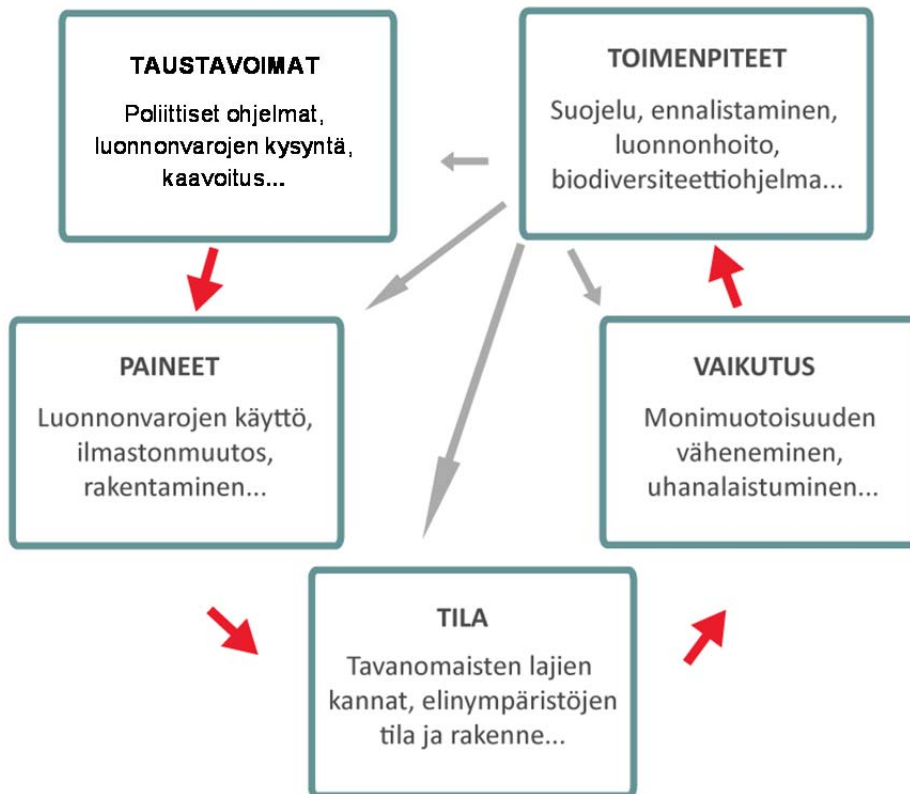 TAUSTAVOIMAT
Poliittiset ohjelmat,
luonnonvarojen kysyntä,
kaavoitus...
TOIMENPITEET
Suojelu, ennalistaminen,
luonnonhoito,
biodiversiteettiohjelma...
PAINEET
Luonnonvarojen käyttö,
ilmastonmuutos,
rakentaminen...
VAIKUTUS
Monimuotoisuuden
väheneminen,
uhanalaistuminen...
TILA
Tavanomaisten lajien
kannat, elinympäristöjen
tila ja rakenne...